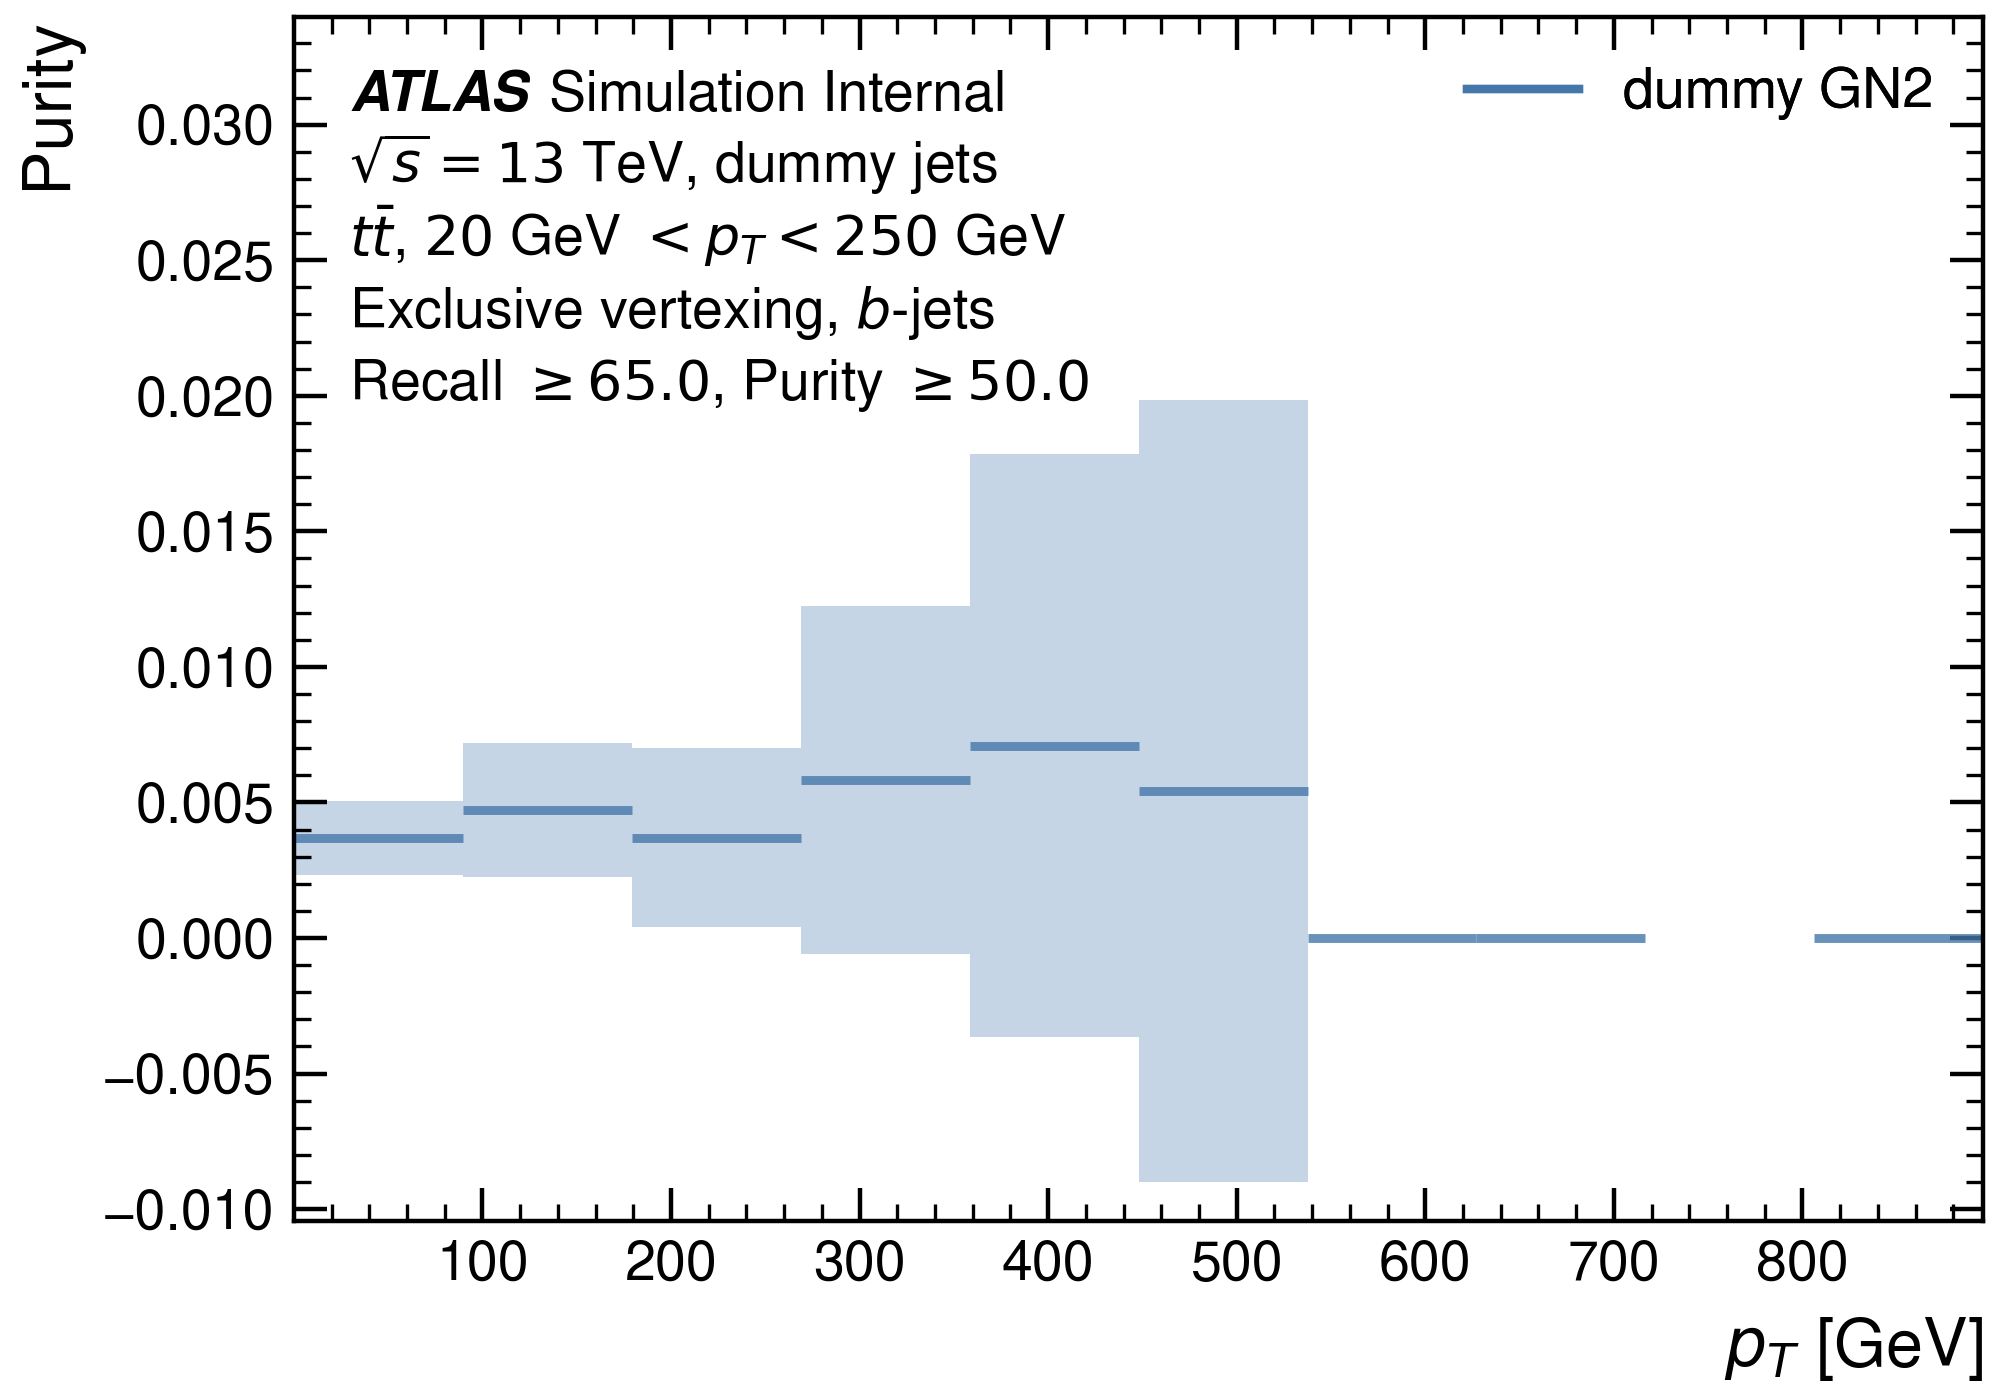 Purity
ATLAS Simulation Internal
√s = 13 TeV, dummy jets
tt̄, 20 GeV < p_T < 250 GeV
Exclusive vertexing, b-jets
Recall ≥ 65.0, Purity ≥ 50.0
dummy GN2
0.030
0.025
0.020
0.015
0.010
0.005
0.000
−0.005
−0.010
100 200 300 400 500 600 700 800
p_T [GeV]